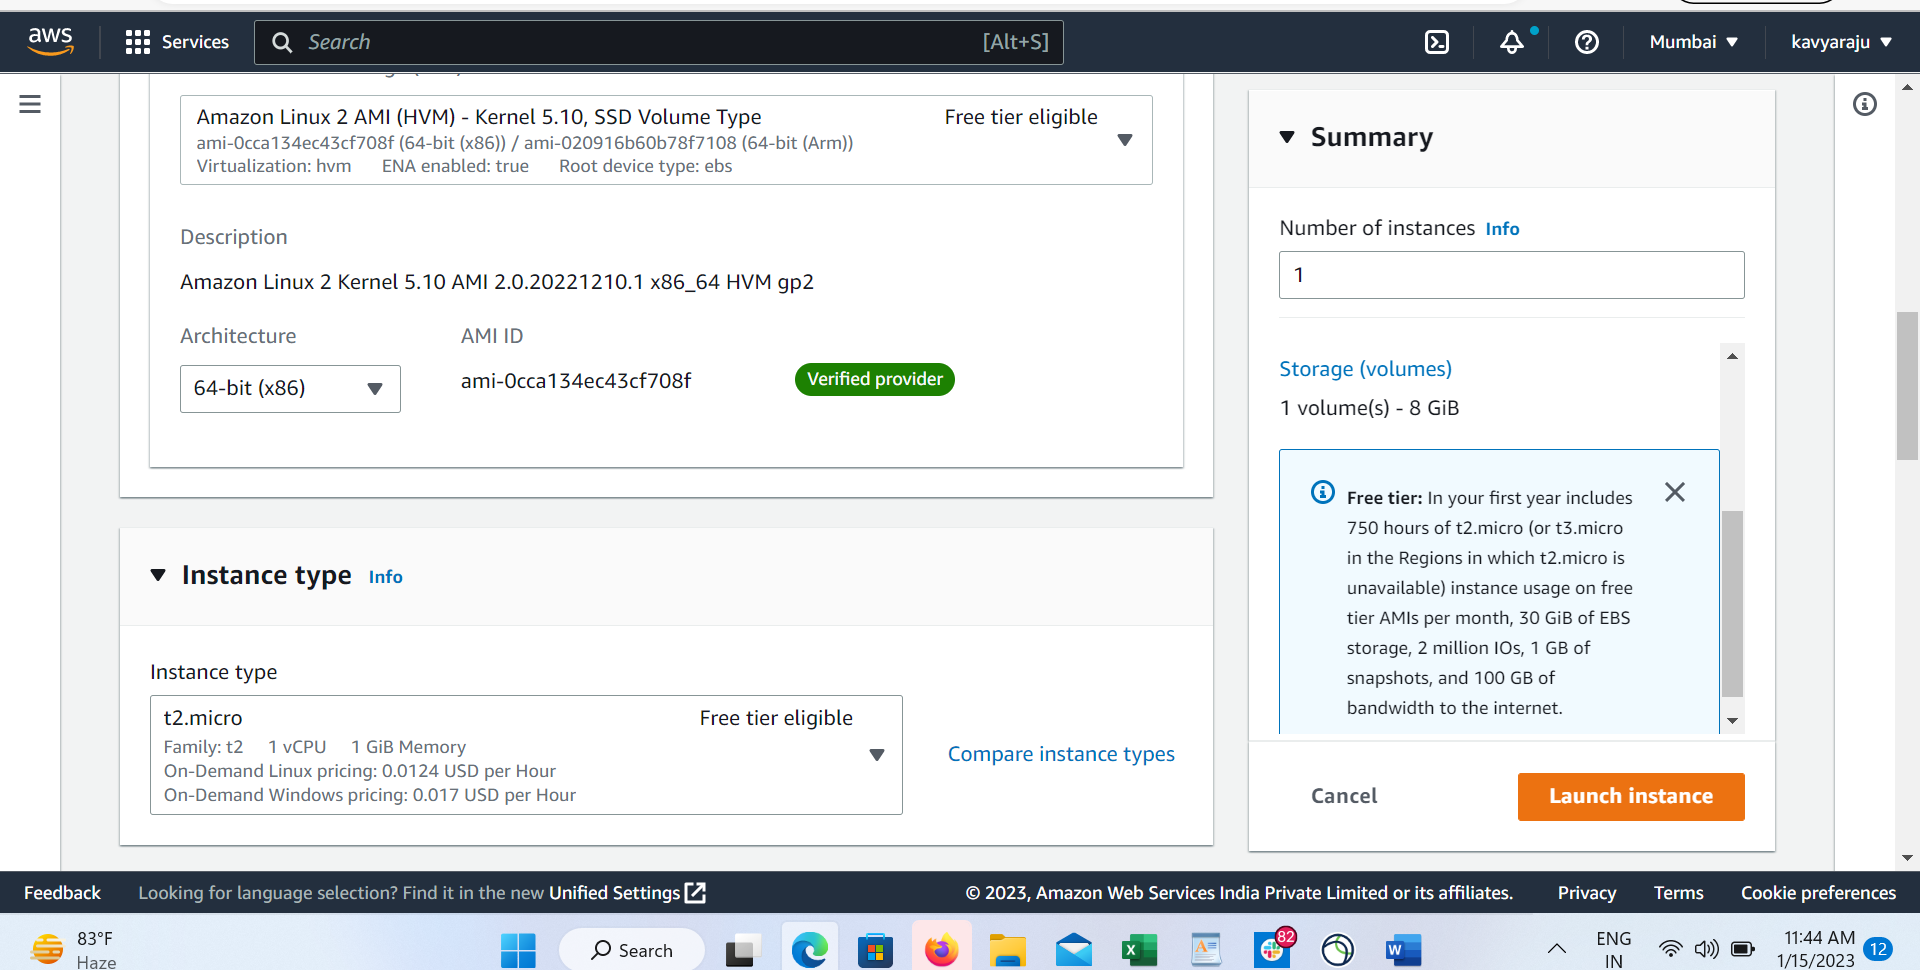 aws
Services
Search
[Alt+S]
Mumbai
kavyaraju
Amazon Linux 2 AMI (HVM) - Kernel 5.10, SSD Volume Type
Free tier eligible
ami-0cca134ec43cf708f (64-bit (x86)) / ami-020916b60b78f7108 (64-bit (Arm))
Virtualization: hvm ENA enabled: true Root device type: ebs
Description
Amazon Linux 2 Kernel 5.10 AMI 2.0.20221210.1 x86_64 HVM gp2
Architecture
AMI ID
64-bit (x86)
ami-0cca134ec43cf708f
Verified provider
Instance type Info
Instance type
t2.micro
Free tier eligible
Family: t2 1 vCPU 1 GiB Memory
On-Demand Linux pricing: 0.0124 USD per Hour
On-Demand Windows pricing: 0.017 USD per Hour
Compare instance types
Summary
Number of instances Info
1
Storage (volumes)
1 volume(s) - 8 GiB
Free tier: In your first year includes
750 hours of t2.micro (or t3.micro
in the Regions in which t2.micro is
unavailable) instance usage on free
tier AMIs per month, 30 GiB of EBS
storage, 2 million IOs, 1 GB of
snapshots, and 100 GB of
bandwidth to the internet.
Cancel
Launch instance
Feedback
Looking for language selection? Find it in the new Unified Settings
© 2023, Amazon Web Services India Private Limited or its affiliates.
Privacy
Terms
Cookie preferences
83°F
Haze
Search
82
ENG
IN
11:44 AM
1/15/2023
12